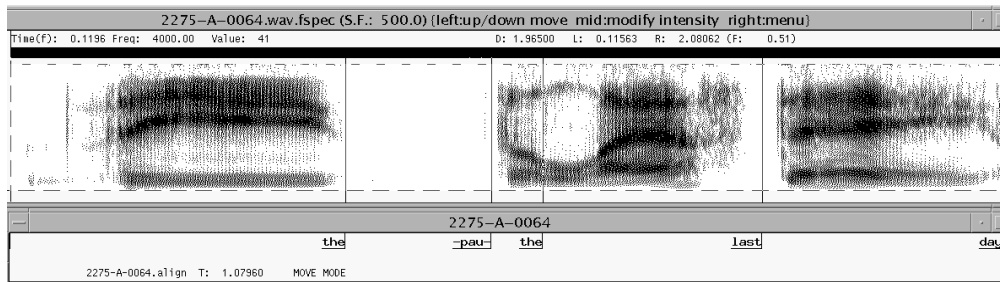 2275-A-0064.wav.fspec (S.F.: 500.0) {left:up/down move mid:modify intensity right:menu}
Time(f): 0.1196 Freq: 4000.00 Value: 41 D: 1.96500 L: 0.11563 R: 2.08062 (F: 0.51)
2275-A-0064
the -pau- the last day
2275-A-0064.align T: 1.07960 MOVE MODE